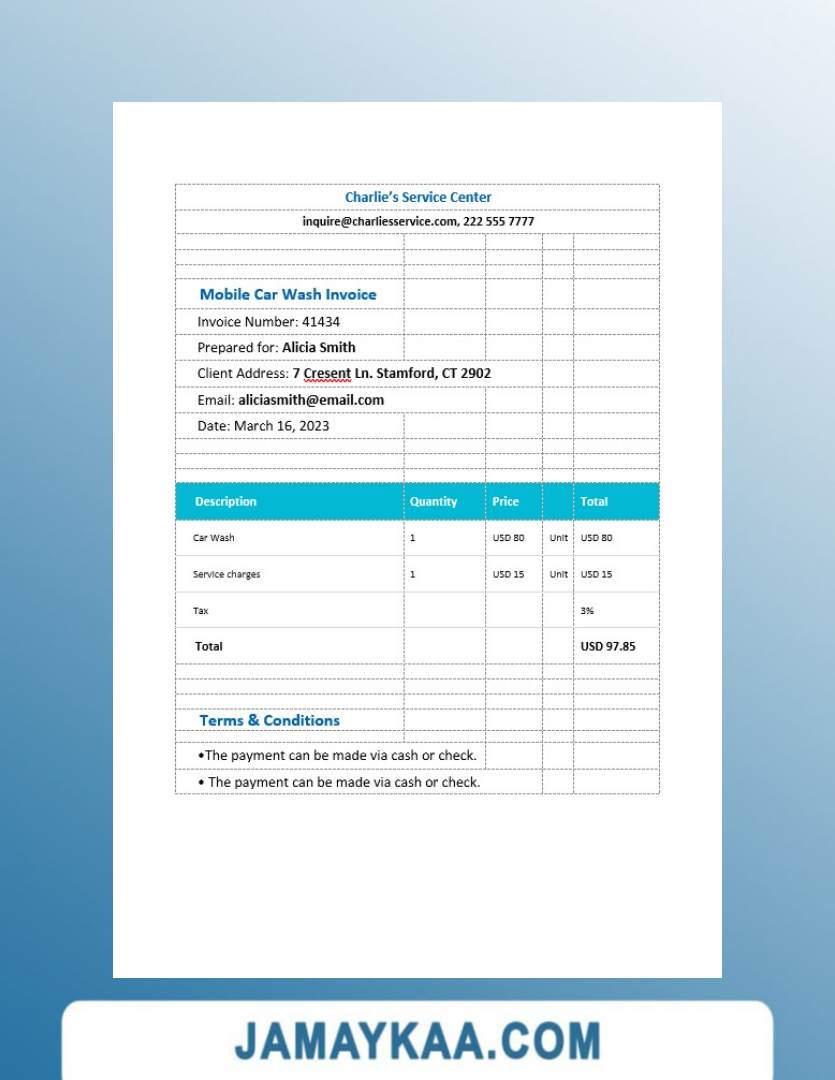 Charlie's Service Center
inquire@charliesservice.com, 222 555 7777
Mobile Car Wash Invoice
Invoice Number: 41434
Prepared for: Alicia Smith
Client Address: 7 Cresent Ln. Stamford, CT 2902
Email: aliciasmith@email.com
Date: March 16, 2023
Description Quantity Price Total
Car Wash 1 USD 80 Unit USD 80
Service charges 1 USD 15 Unit USD 15
Tax 3%
Total USD 97.85
Terms & Conditions
•The payment can be made via cash or check.
• The payment can be made via cash or check.
JAMAYKAA.COM